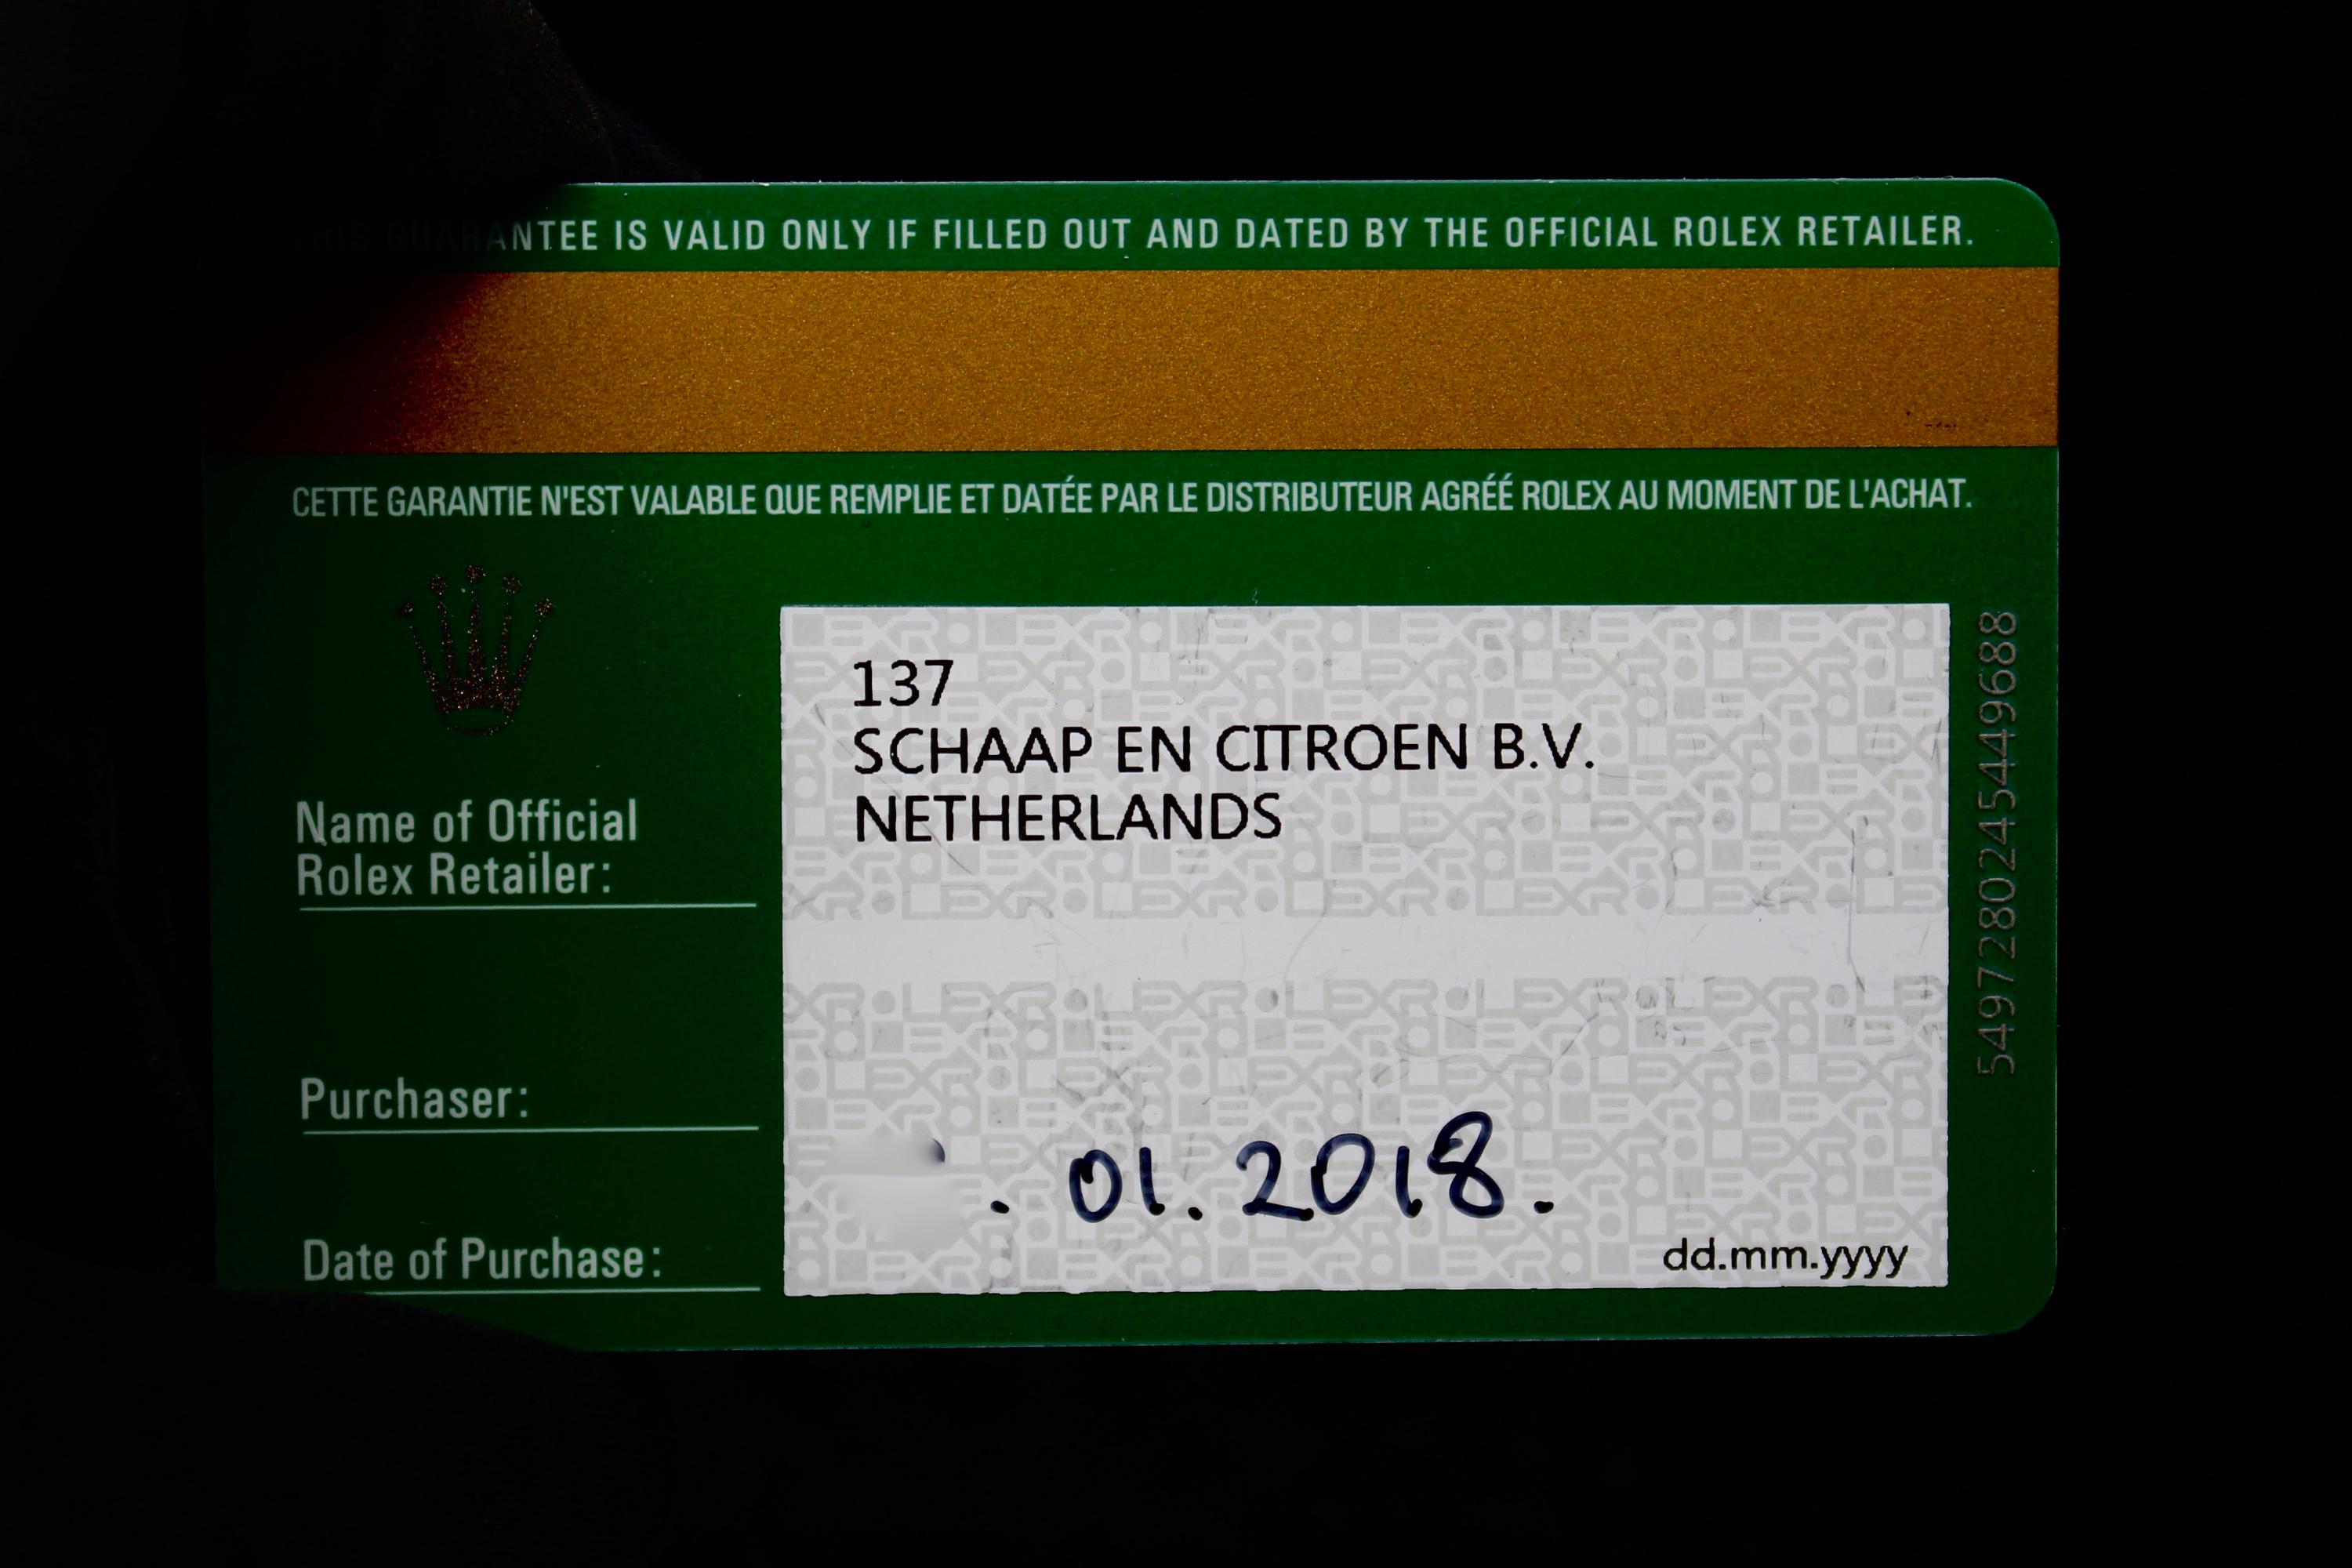 THIS GUARANTEE IS VALID ONLY IF FILLED OUT AND DATED BY THE OFFICIAL ROLEX RETAILER.
CETTE GARANTIE N'EST VALABLE QUE REMPLIE ET DATÉE PAR LE DISTRIBUTEUR AGRÉÉ ROLEX AU MOMENT DE L'ACHAT.
137
SCHAAP EN CITROEN B.V.
NETHERLANDS
Name of Official
Rolex Retailer:
Purchaser:
. 01.2018.
Date of Purchase:
dd.mm.yyyy
5497280245449688